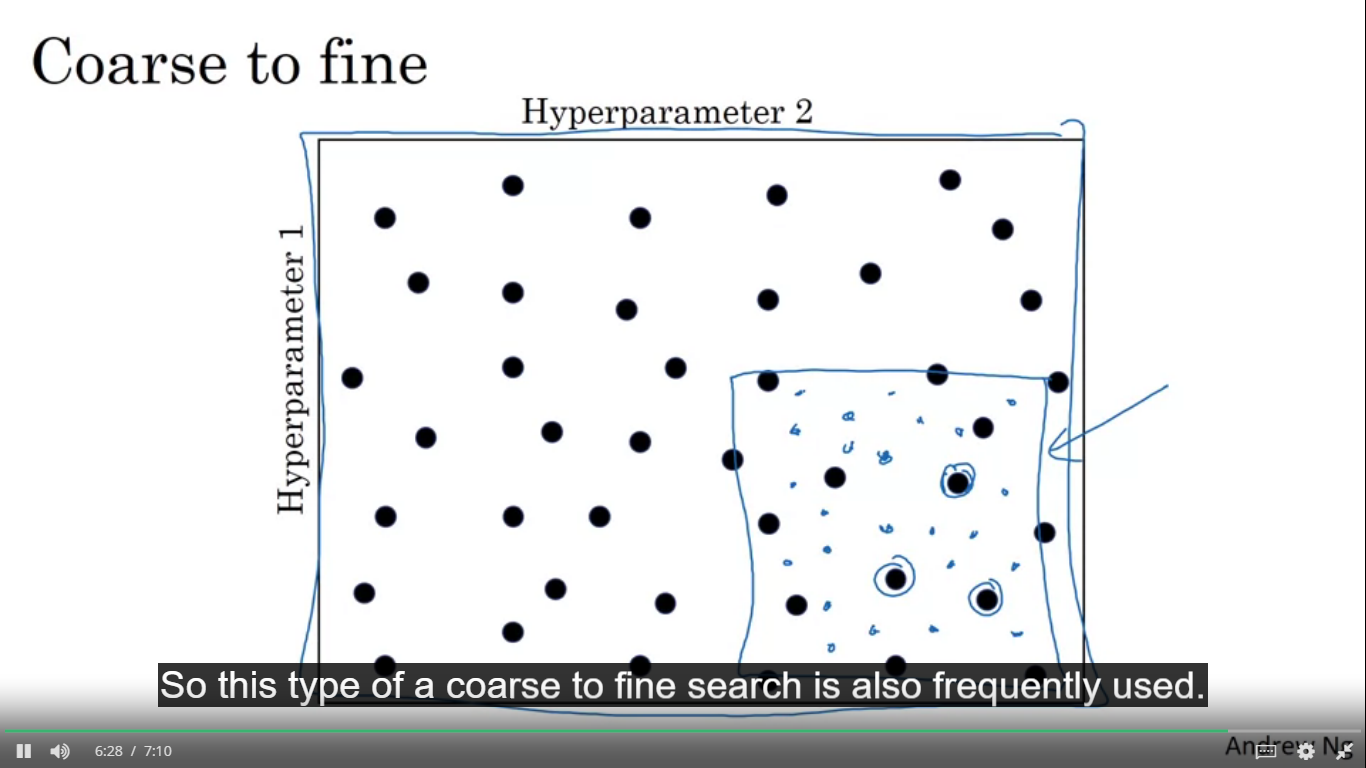 Coarse to fine
Hyperparameter 2
Hyperparameter 1
So this type of a coarse to fine search is also frequently used.
6:28 / 7:10
Andrew Ng